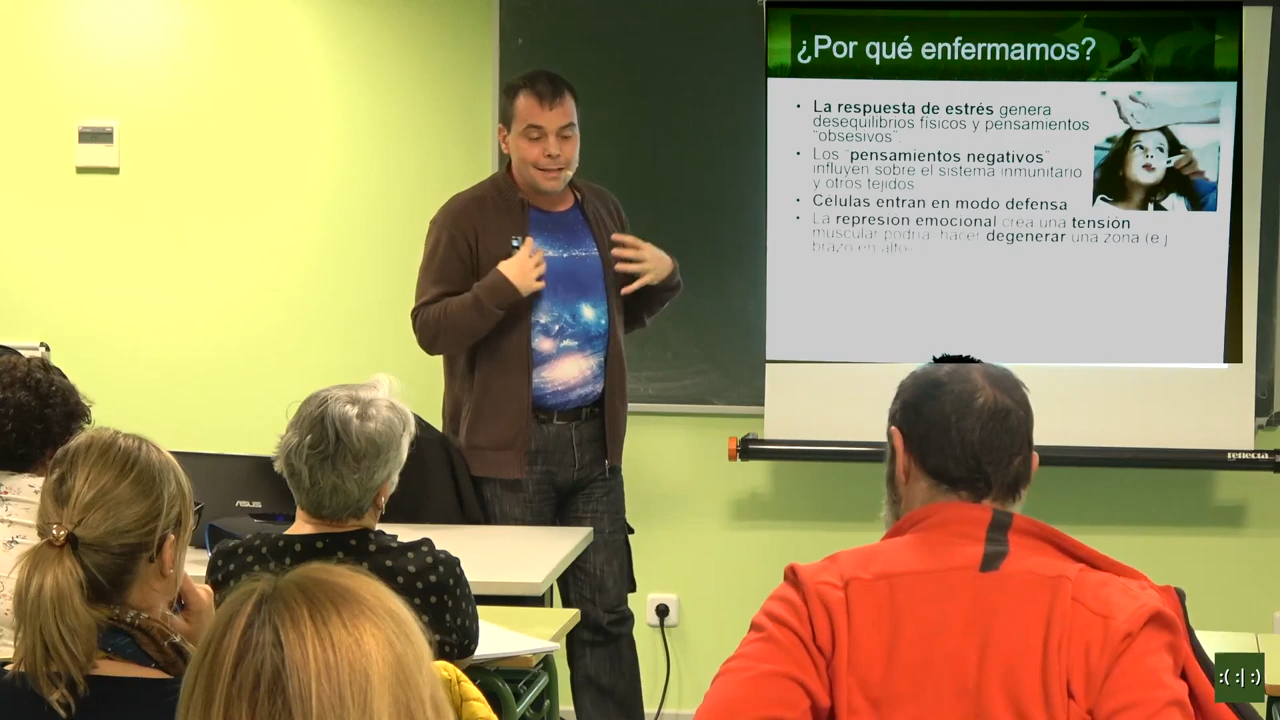 ¿Por qué enfermamos?
• La respuesta de estrés genera
desequilibrios físicos y pensamientos
"obsesivos".
• Los "pensamientos negativos"
influyen sobre el sistema inmunitario
y otros tejidos
• Células entran en modo defensa
• La represión emocional crea una tensión
muscular podría hacer degenerar una zona (ej
brazo en alto)
ASUS
reflecta
:( :| :)